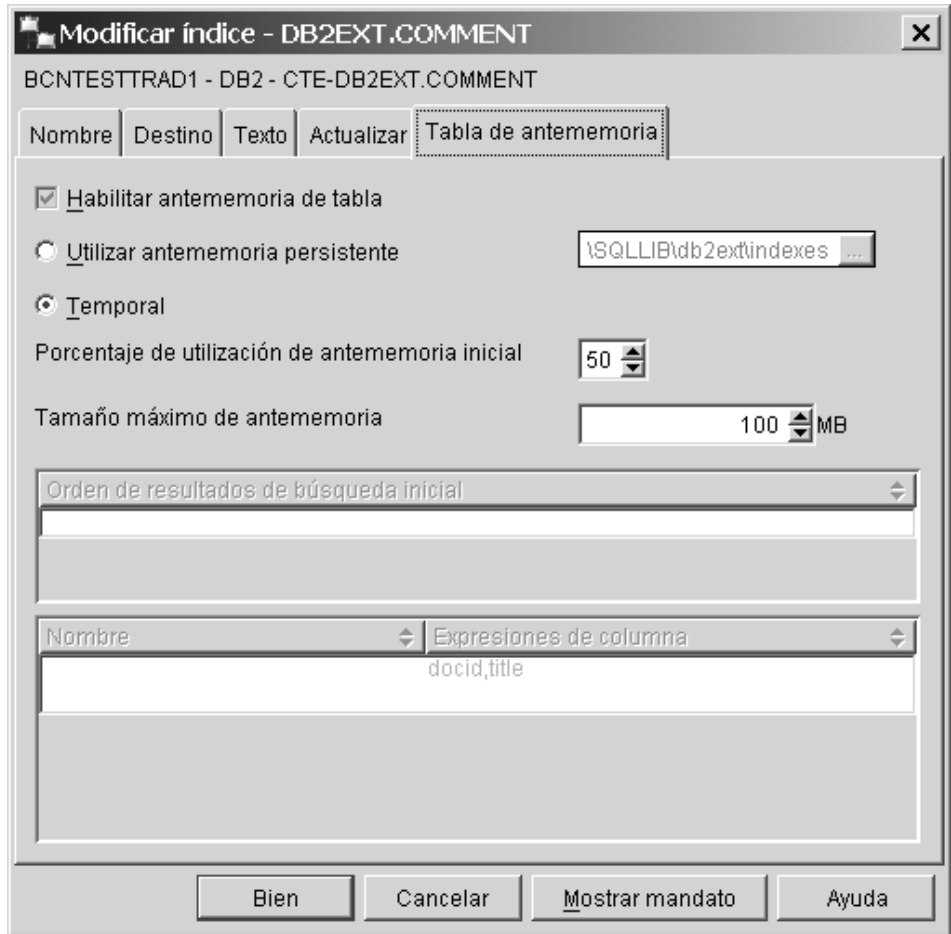 Modificar índice - DB2EXT.COMMENT
BCNTESTTRAD1 - DB2 - CTE-DB2EXT.COMMENT
Nombre Destino Texto Actualizar Tabla de antememoria
Habilitar antememoria de tabla
Utilizar antememoria persistente \SQLLIB\db2ext\indexes ...
Temporal
Porcentaje de utilización de antememoria inicial 50
Tamaño máximo de antememoria 100 MB
Orden de resultados de búsqueda inicial
Nombre Expresiones de columna
docid,title
Bien Cancelar Mostrar mandato Ayuda